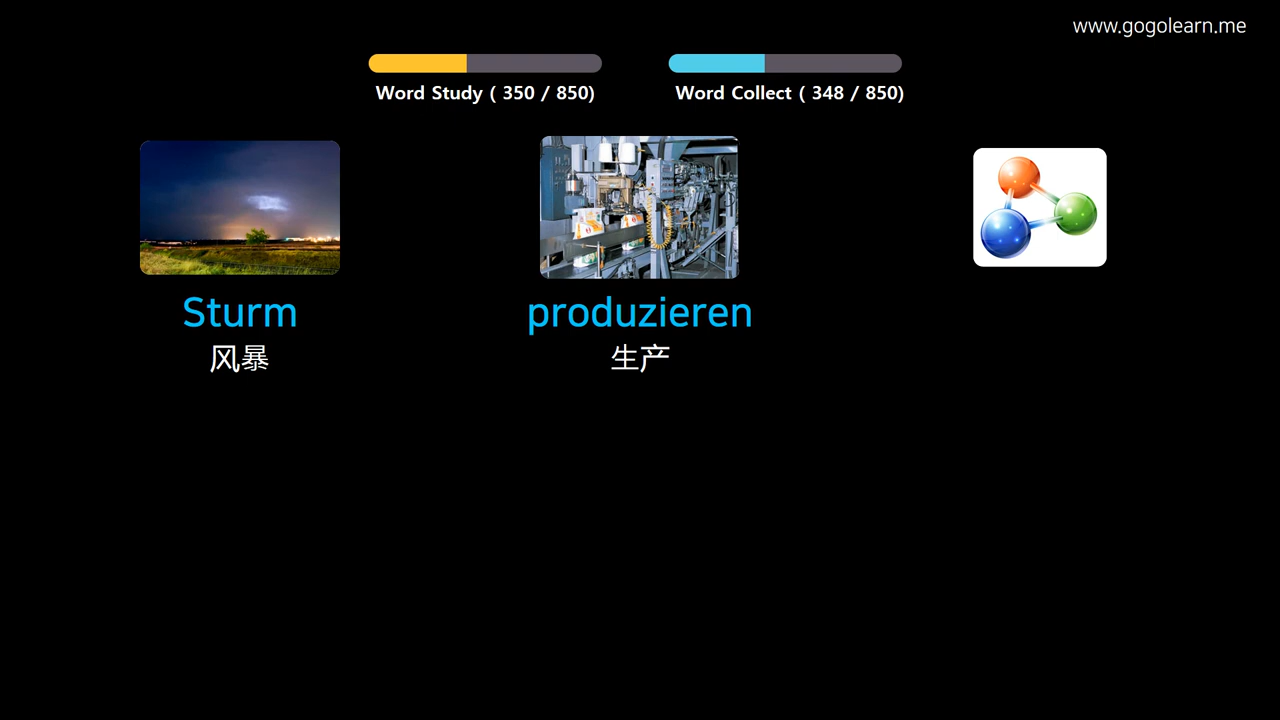 www.gogolearn.me
Word Study ( 350 / 850)
Word Collect ( 348 / 850)
Sturm
风暴
produzieren
生产